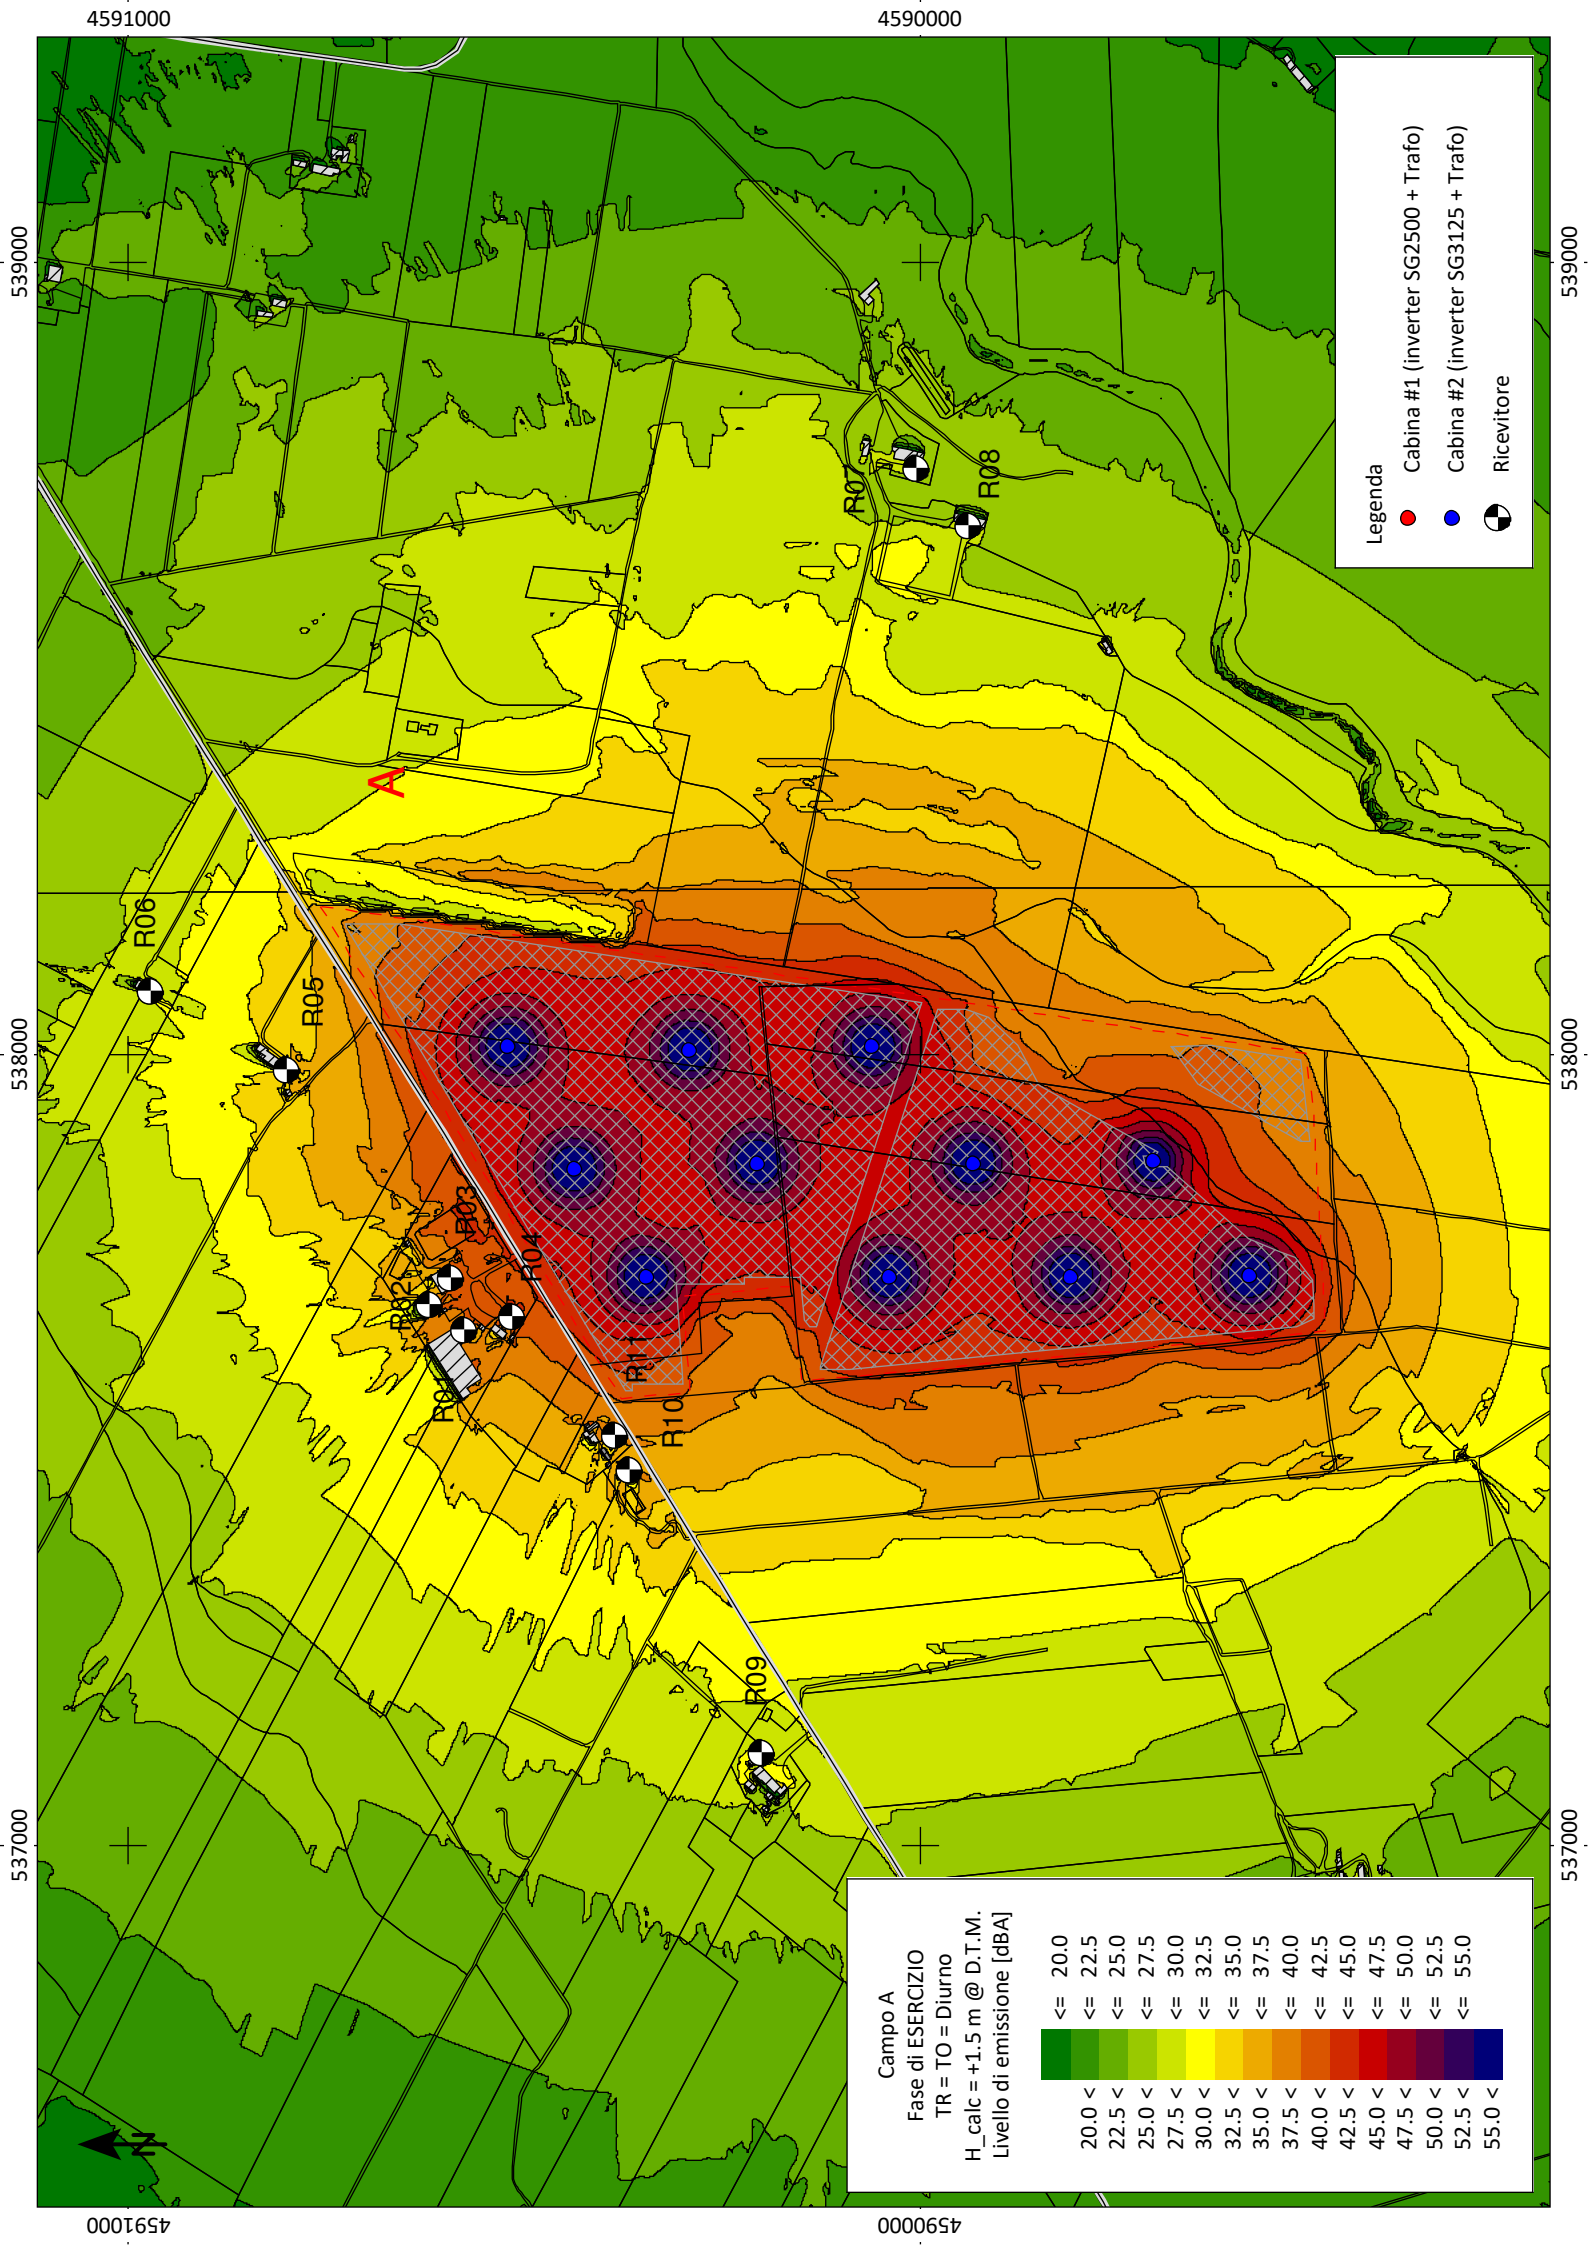 4591000
4590000
539000
538000
537000
539000
538000
537000
4591000
4590000
N
A
R01
R02
R03
R04
R05
R06
R07
R08
R09
R10
R11
Legenda
Cabina #1 (inverter SG2500 + Trafo)
Cabina #2 (inverter SG3125 + Trafo)
Ricevitore
Campo A
Fase di ESERCIZIO
TR = TO = Diurno
H_calc = +1.5 m @ D.T.M.
Livello di emissione [dBA]
<= 20.0
20.0 < <= 22.5
22.5 < <= 25.0
25.0 < <= 27.5
27.5 < <= 30.0
30.0 < <= 32.5
32.5 < <= 35.0
35.0 < <= 37.5
37.5 < <= 40.0
40.0 < <= 42.5
42.5 < <= 45.0
45.0 < <= 47.5
47.5 < <= 50.0
50.0 < <= 52.5
52.5 < <= 55.0
55.0 <